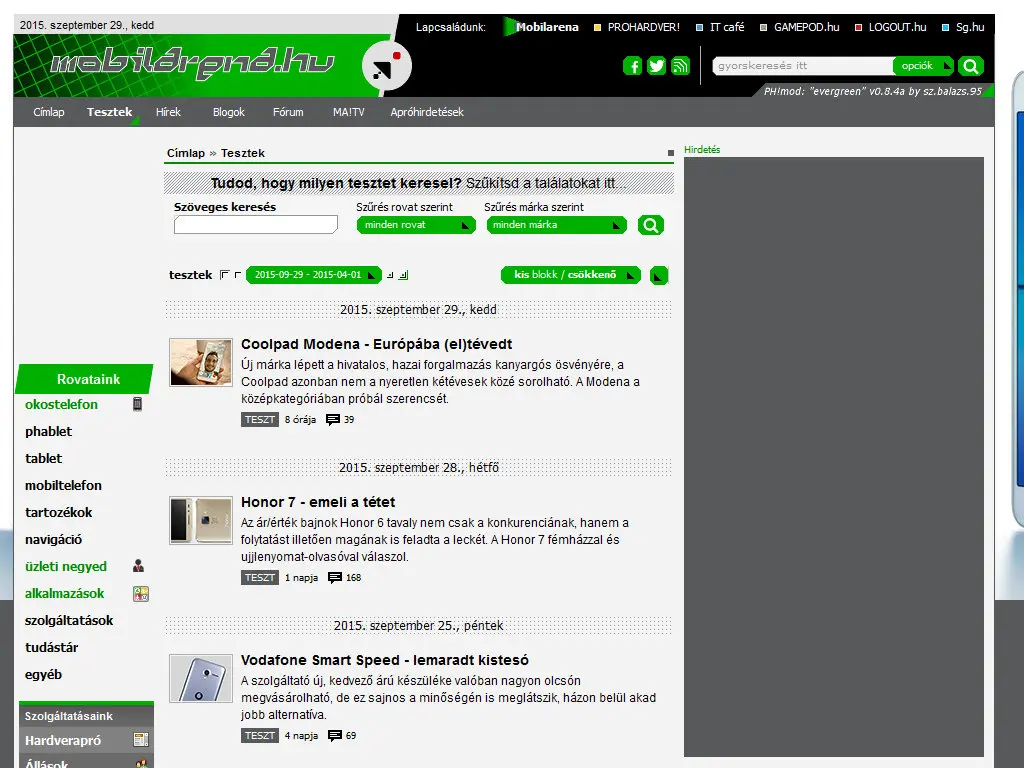 2015. szeptember 29., kedd
Lapcsaládunk: Mobilarena PROHARDVER! IT café GAMEPOD.hu LOGOUT.hu Sg.hu
mobilarena.hu
gyorskeresés itt opciók
PH!mod: "evergreen" v0.8.4a by sz.balazs.95
Címlap Tesztek Hírek Blogok Fórum MA!TV Apróhirdetések
Címlap » Tesztek
Hirdetés
Tudod, hogy milyen tesztet keresel? Szűkítsd a találatokat itt...
Szöveges keresés Szűrés rovat szerint Szűrés márka szerint
minden rovat minden márka
tesztek 2015-09-29 - 2015-04-01 kis blokk / csökkenő
2015. szeptember 29., kedd
Coolpad Modena - Európába (el)tévedt
Új márka lépett a hivatalos, hazai forgalmazás kanyargós ösvényére, a
Coolpad azonban nem a nyeretlen kétévesek közé sorolható. A Modena a
középkategóriában próbál szerencsét.
TESZT 8 órája 39
2015. szeptember 28., hétfő
Honor 7 - emeli a tétet
Az ár/érték bajnok Honor 6 tavaly nem csak a konkurenciának, hanem a
folytatást illetően magának is feladta a leckét. A Honor 7 fémházzal és
ujjlenyomat-olvasóval válaszol.
TESZT 1 napja 168
2015. szeptember 25., péntek
Vodafone Smart Speed - lemaradt kistesó
A szolgáltató új, kedvező árú készüléke valóban nagyon olcsón
megvásárolható, de ez sajnos a minőségén is meglátszik, házon belül akad
jobb alternatíva.
TESZT 4 napja 69
Rovataink
okostelefon
phablet
tablet
mobiltelefon
tartozékok
navigáció
üzleti negyed
alkalmazások
szolgáltatások
tudástár
egyéb
Szolgáltatásaink
Hardverapró
Állások